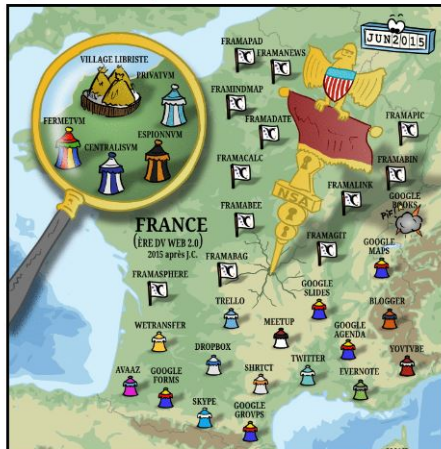 JUN2015
VILLAGE LIBRISTE
PRIVATVM
FERMETVM
CENTRALISVM
ESPIONNVM
FRAMAPAD
FRAMANEWS
FRAMINDMAP
FRAMADATE
FRAMAPIC
FRAMACALC
FRAMABIN
FRAMALINK
GOOGLE
BOOKS
NSA
FRAMABEE
FRANCE
(ÈRE DV WEB 2.0)
2015 après J.C.
FRAMAGIT
GOOGLE
MAPS
FRAMABAG
FRAMASPHERE
GOOGLE
SLIDES
TRELLO
BLOGGER
WETRANSFER
MEETUP
GOOGLE
AGENDA
DROPBOX
YOVTVBE
AVAAZ
GOOGLE
FORMS
SHRTCT
TWITTER
EVERNOTE
SKYPE
GOOGLE
GROVPS